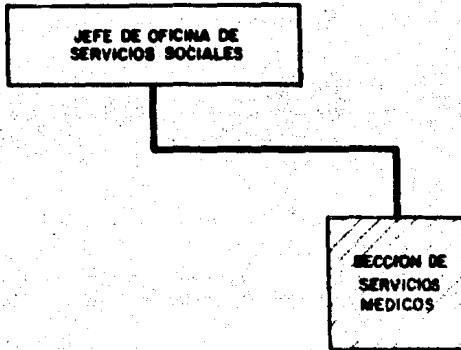 JEFE DE OFICINA DE
SERVICIOS SOCIALES
SECCION DE
SERVICIOS
MEDICOS